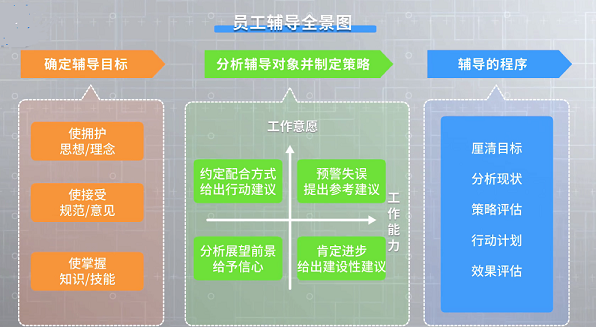 员工辅导全景图
确定辅导目标
分析辅导对象并制定策略
辅导的程序
使拥护
思想/理念
使接受
规范/意见
使掌握
知识/技能
工作意愿
约定配合方式
给出行动建议
预警失误
提出参考建议
工作能力
分析展望前景
给予信心
肯定进步
给出建设性建议
厘清目标
分析现状
策略评估
行动计划
效果评估